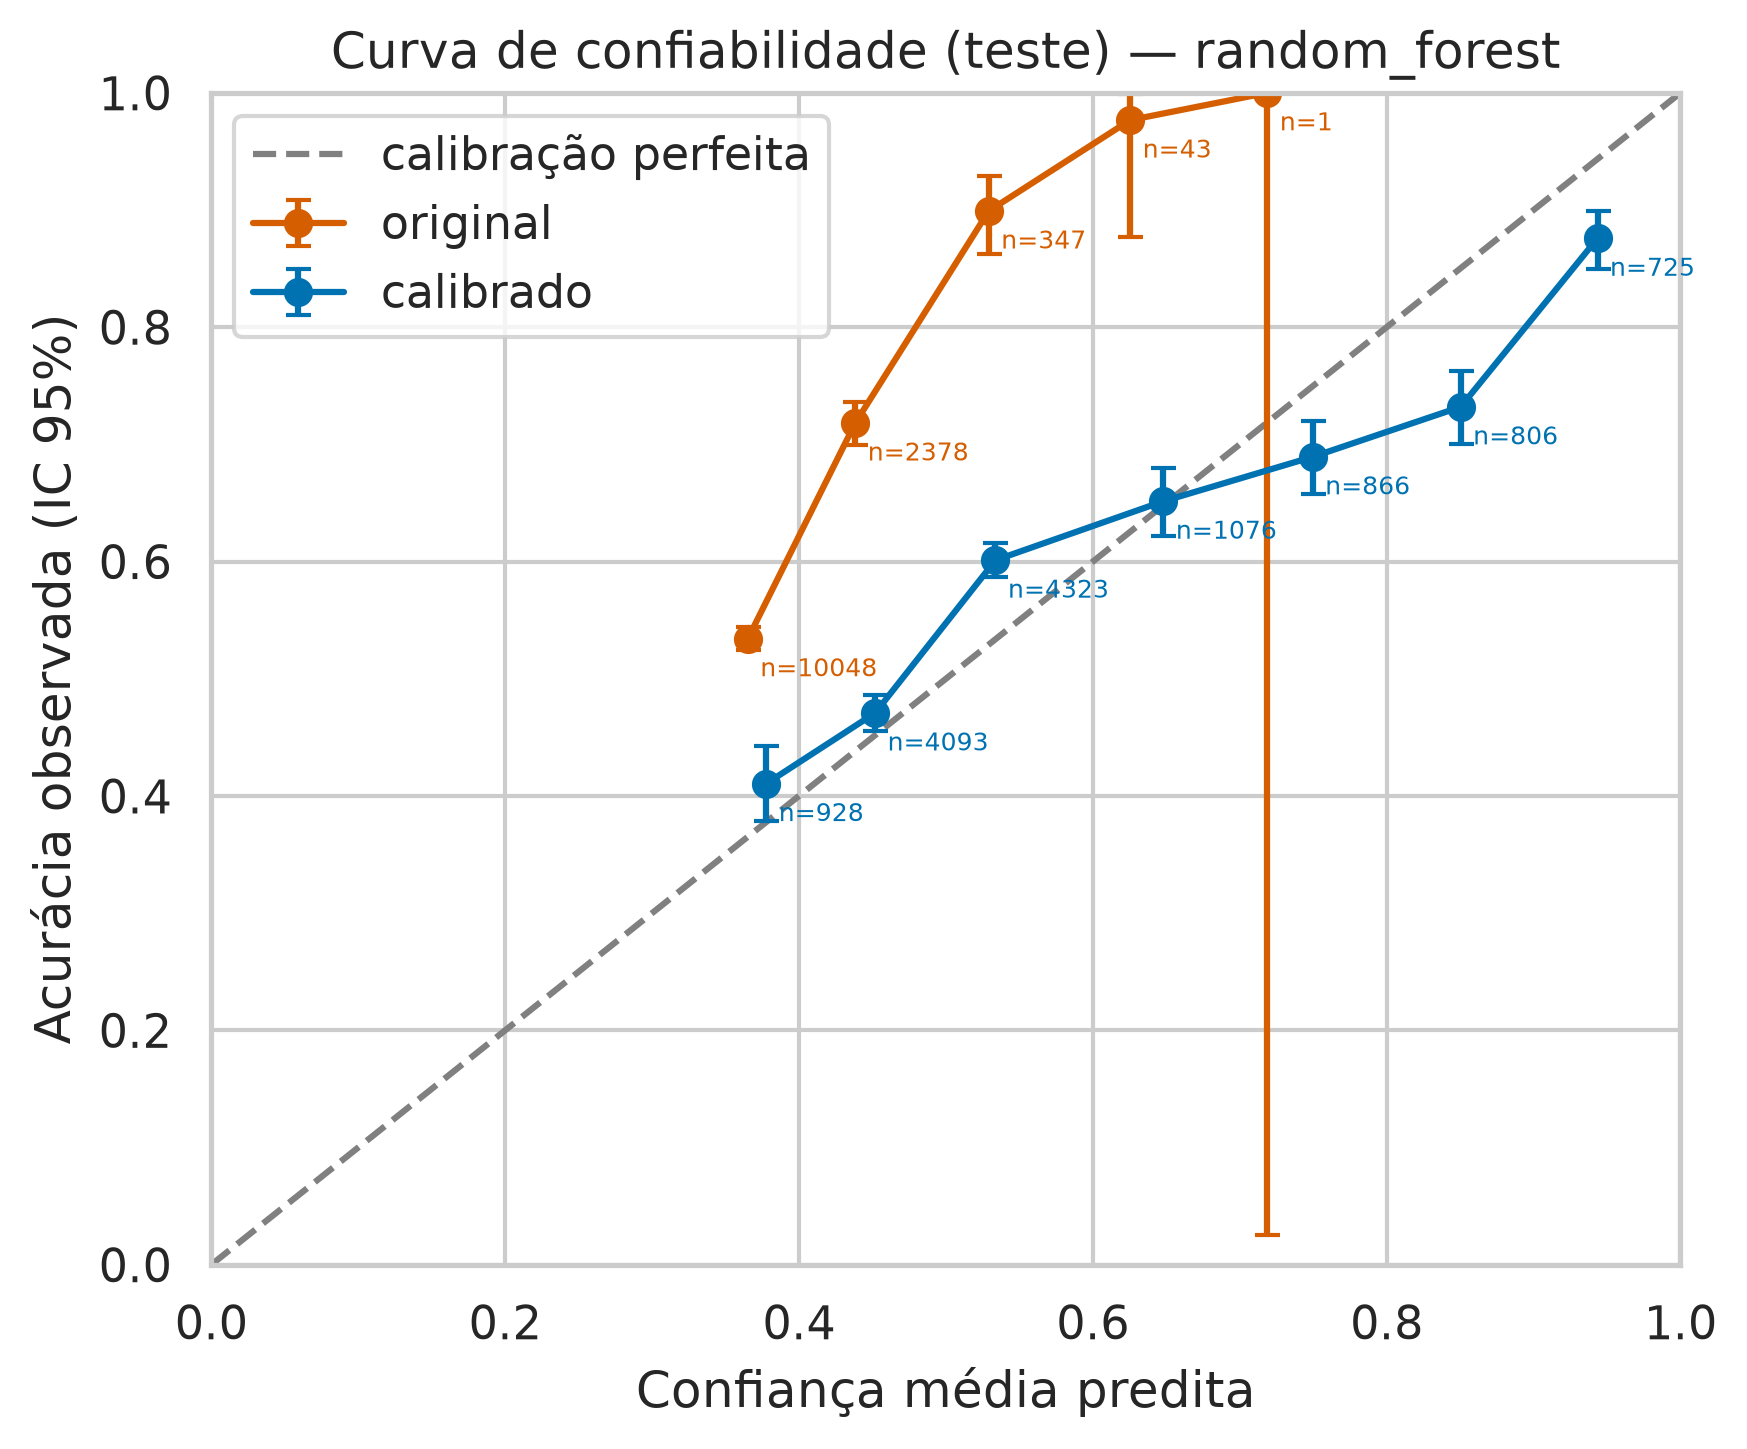 Curva de confiabilidade (teste) — random_forest
calibração perfeita
original
calibrado
Acurácia observada (IC 95%)
1.0
0.8
0.6
0.4
0.2
0.0
n=1
n=43
n=347
n=2378
n=10048
n=725
n=806
n=866
n=1076
n=4323
n=4093
n=928
0.0 0.2 0.4 0.6 0.8 1.0
Confiança média predita